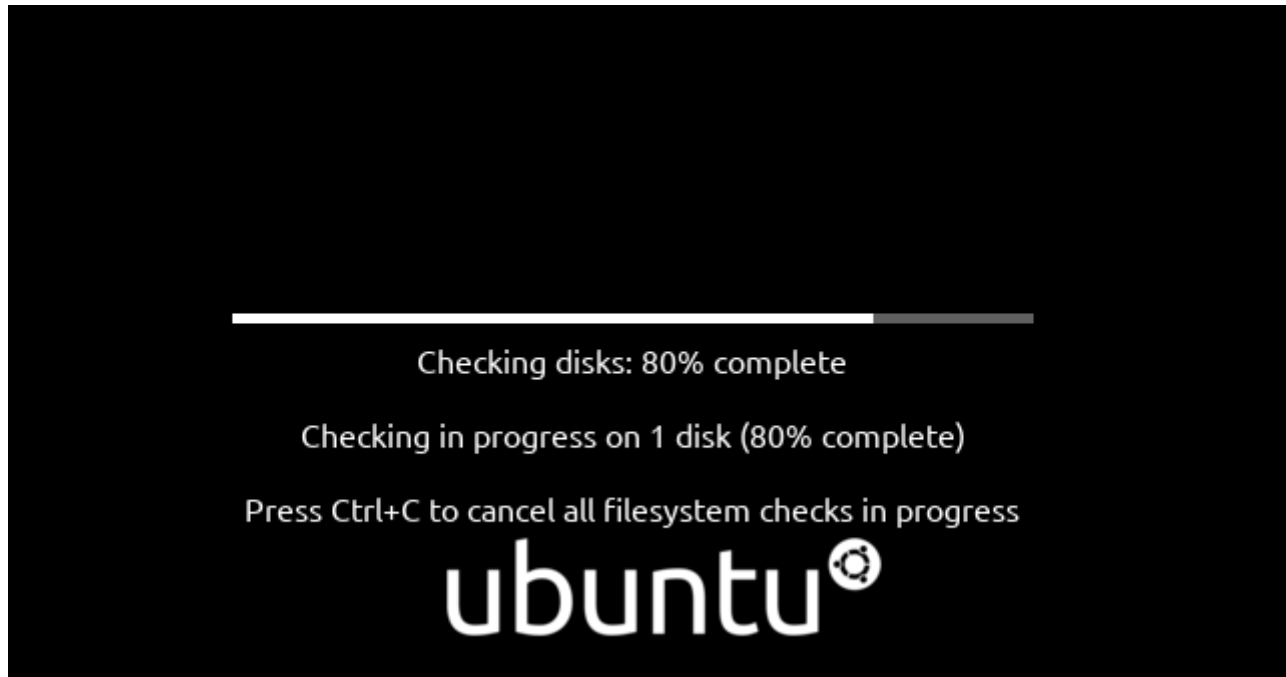 Checking disks: 80% complete
Checking in progress on 1 disk (80% complete)
Press Ctrl+C to cancel all filesystem checks in progress
ubuntu